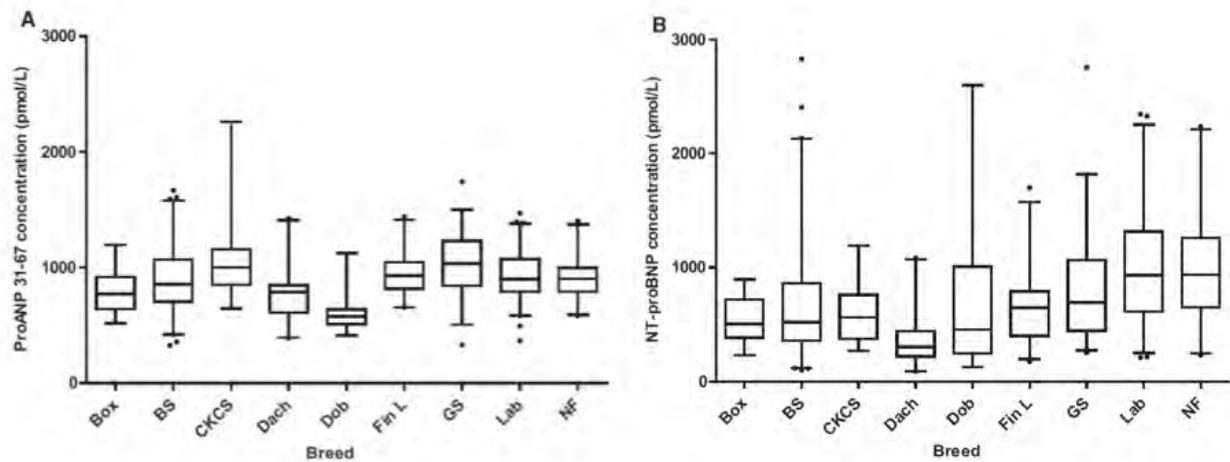 A
ProANP 31-67 concentration (pmol/L)
3000
2000
1000
0
Box
BS
CKCS
Dach
Dob
Fin L
GS
Lab
NF
Breed
B
NT-proBNP concentration (pmol/L)
3000
2000
1000
0
Box
BS
CKCS
Dach
Dob
Fin L
GS
Lab
NF
Breed